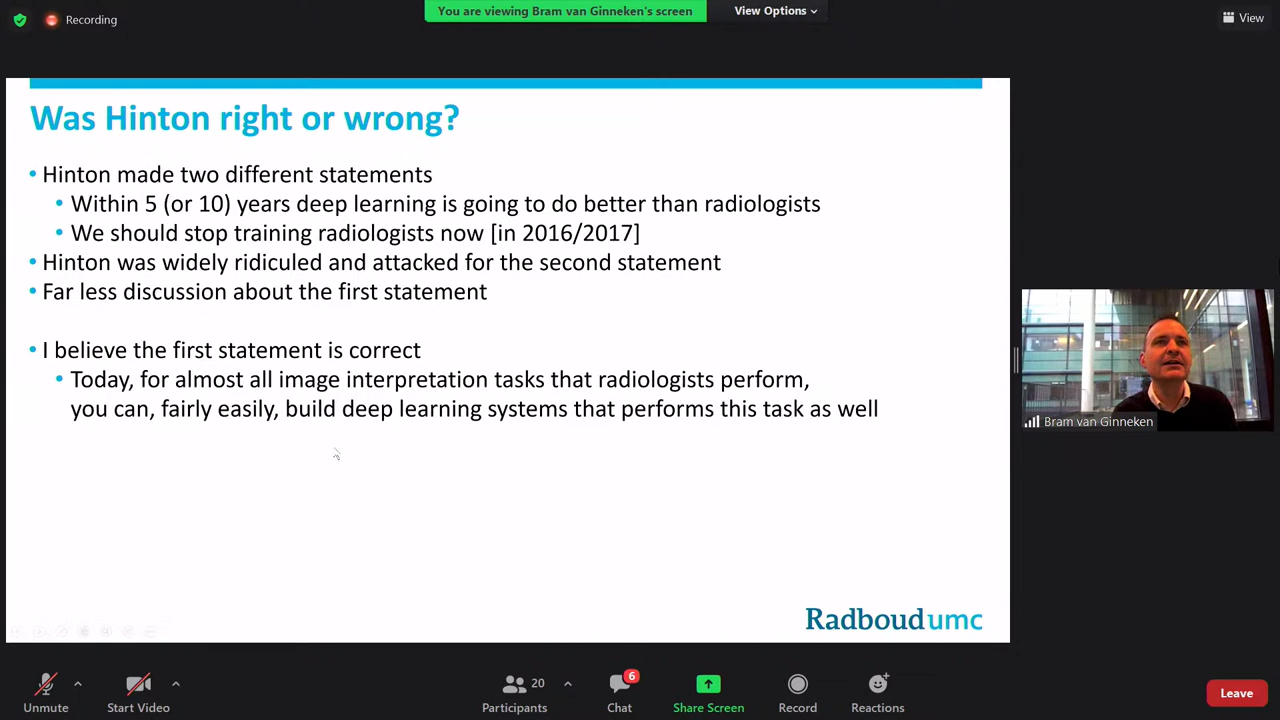 Recording
You are viewing Bram van Ginneken's screen
View Options
View
Was Hinton right or wrong?
• Hinton made two different statements
• Within 5 (or 10) years deep learning is going to do better than radiologists
• We should stop training radiologists now [in 2016/2017]
• Hinton was widely ridiculed and attacked for the second statement
• Far less discussion about the first statement
• I believe the first statement is correct
• Today, for almost all image interpretation tasks that radiologists perform,
you can, fairly easily, build deep learning systems that performs this task as well
Bram van Ginneken
Radboudumc
Unmute
Start Video
20
Participants
6
Chat
Share Screen
Record
Reactions
Leave